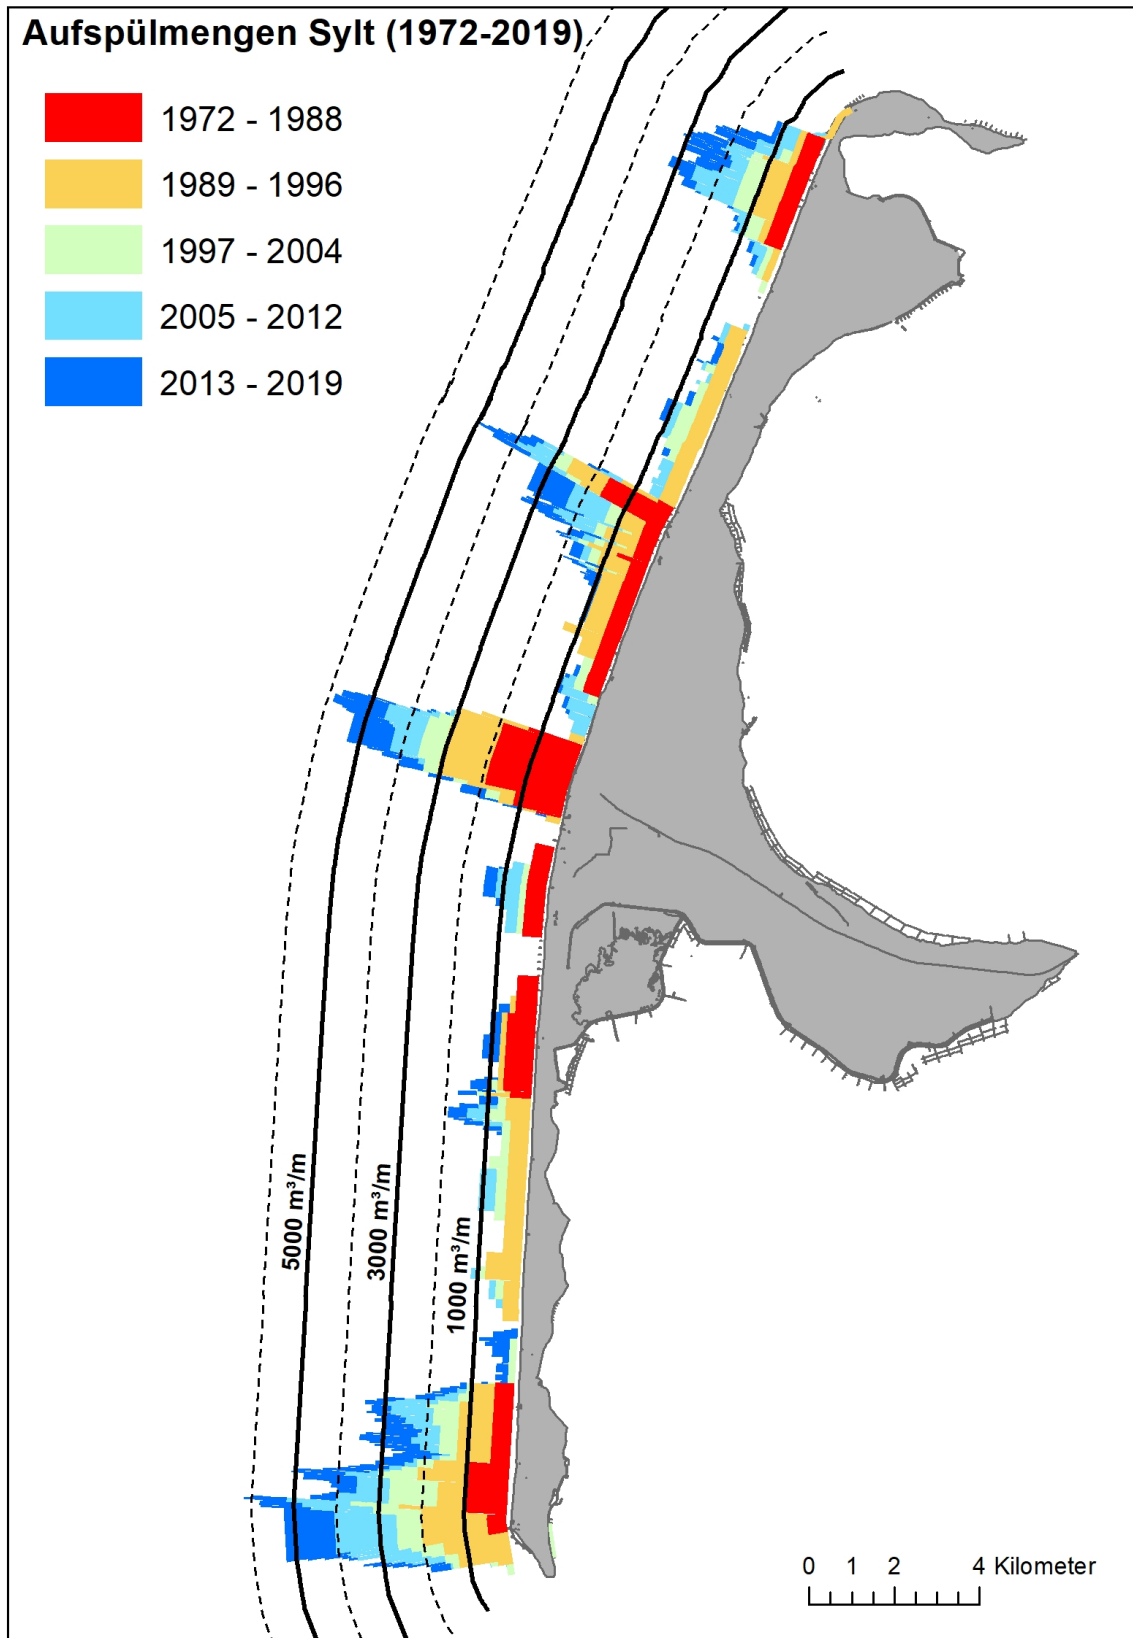 Aufspülmengen Sylt (1972-2019)
1972 - 1988
1989 - 1996
1997 - 2004
2005 - 2012
2013 - 2019
5000 m³/m
3000 m³/m
1000 m³/m
0 1 2 4 Kilometer